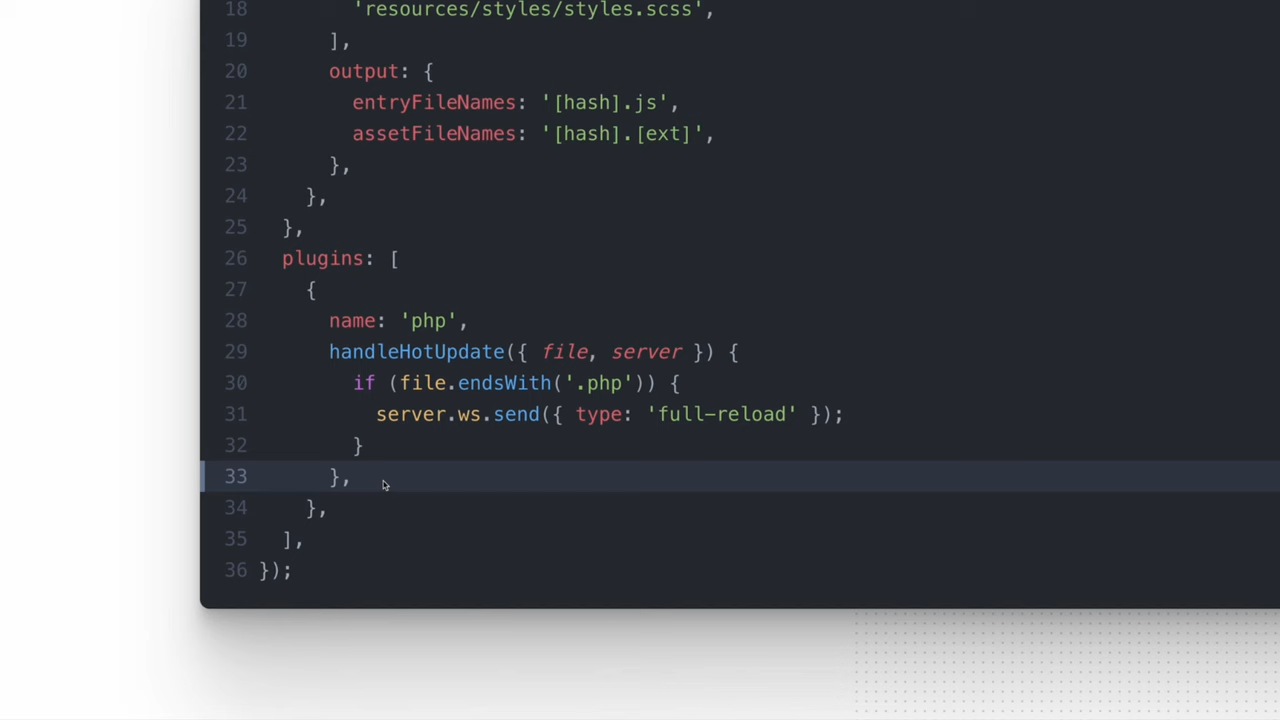 18 'resources/styles/styles.scss',
19 ],
20 output: {
21 entryFileNames: '[hash].js',
22 assetFileNames: '[hash].[ext]',
23 },
24 },
25 },
26 plugins: [
27 {
28 name: 'php',
29 handleHotUpdate({ file, server }) {
30 if (file.endsWith('.php')) {
31 server.ws.send({ type: 'full-reload' });
32 }
33 },
34 },
35 ],
36 });